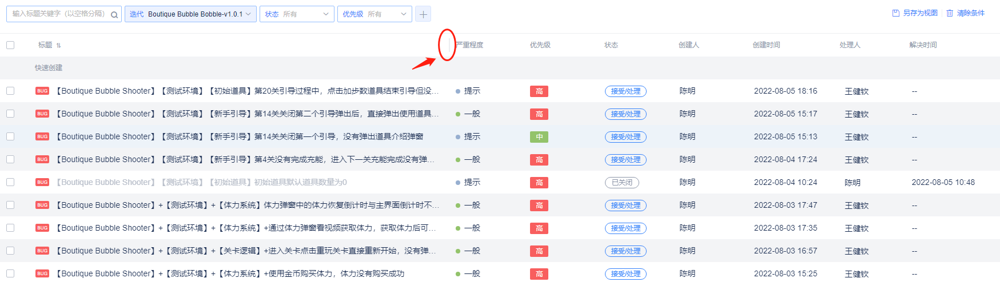 输入标题关键字（以空格分隔） 迭代 Boutique Bubble Bobble-v1.0.1 状态 所有 优先级 所有 另存为视图 清除条件
标题 严重程度 优先级 状态 创建人 创建时间 处理人 解决时间
快速创建
BUG 【Boutique Bubble Shooter】【测试环境】【初始道具】第20关引导过程中，点击加步数道具结束引导但没... 提示 高 接受/处理 陈明 2022-08-05 18:16 王健钦 --
BUG 【Boutique Bubble Shooter】【测试环境】【新手引导】第14关关闭第二个引导弹出后，直接弹出使用道具... 一般 高 接受/处理 陈明 2022-08-05 15:17 王健钦 --
BUG 【Boutique Bubble Shooter】【测试环境】【新手引导】第14关关闭第一个引导，没有弹出道具介绍弹窗 提示 中 接受/处理 陈明 2022-08-05 15:13 王健钦 --
BUG 【Boutique Bubble Shooter】【测试环境】【新手引导】第4关没有完成充能，进入下一关充能完成没有弹... 一般 高 接受/处理 陈明 2022-08-04 17:24 王健钦 --
BUG 【Boutique Bubble Shooter】【测试环境】【初始道具】初始道具默认道具数量为0 提示 高 已关闭 陈明 2022-08-04 10:24 陈明 2022-08-05 10:48
BUG 【Boutique Bubble Shooter】+【测试环境】+【体力系统】体力弹窗中的体力恢复倒计时与主界面倒计时不... 一般 高 接受/处理 陈明 2022-08-03 17:47 王健钦 --
BUG 【Boutique Bubble Shooter】+【测试环境】+【体力系统】+通过体力弹窗看视频获取体力，获取体力后可... 一般 高 接受/处理 陈明 2022-08-03 17:35 王健钦 --
BUG 【Boutique Bubble Shooter】+【测试环境】+【关卡逻辑】+进入关卡点击重玩关卡直接重新开始，没有弹... 一般 高 接受/处理 陈明 2022-08-03 16:57 王健钦 --
BUG 【Boutique Bubble Shooter】+【测试环境】+【体力系统】+使用金币购买体力，体力没有购买成功 一般 高 接受/处理 陈明 2022-08-03 15:25 王健钦 --